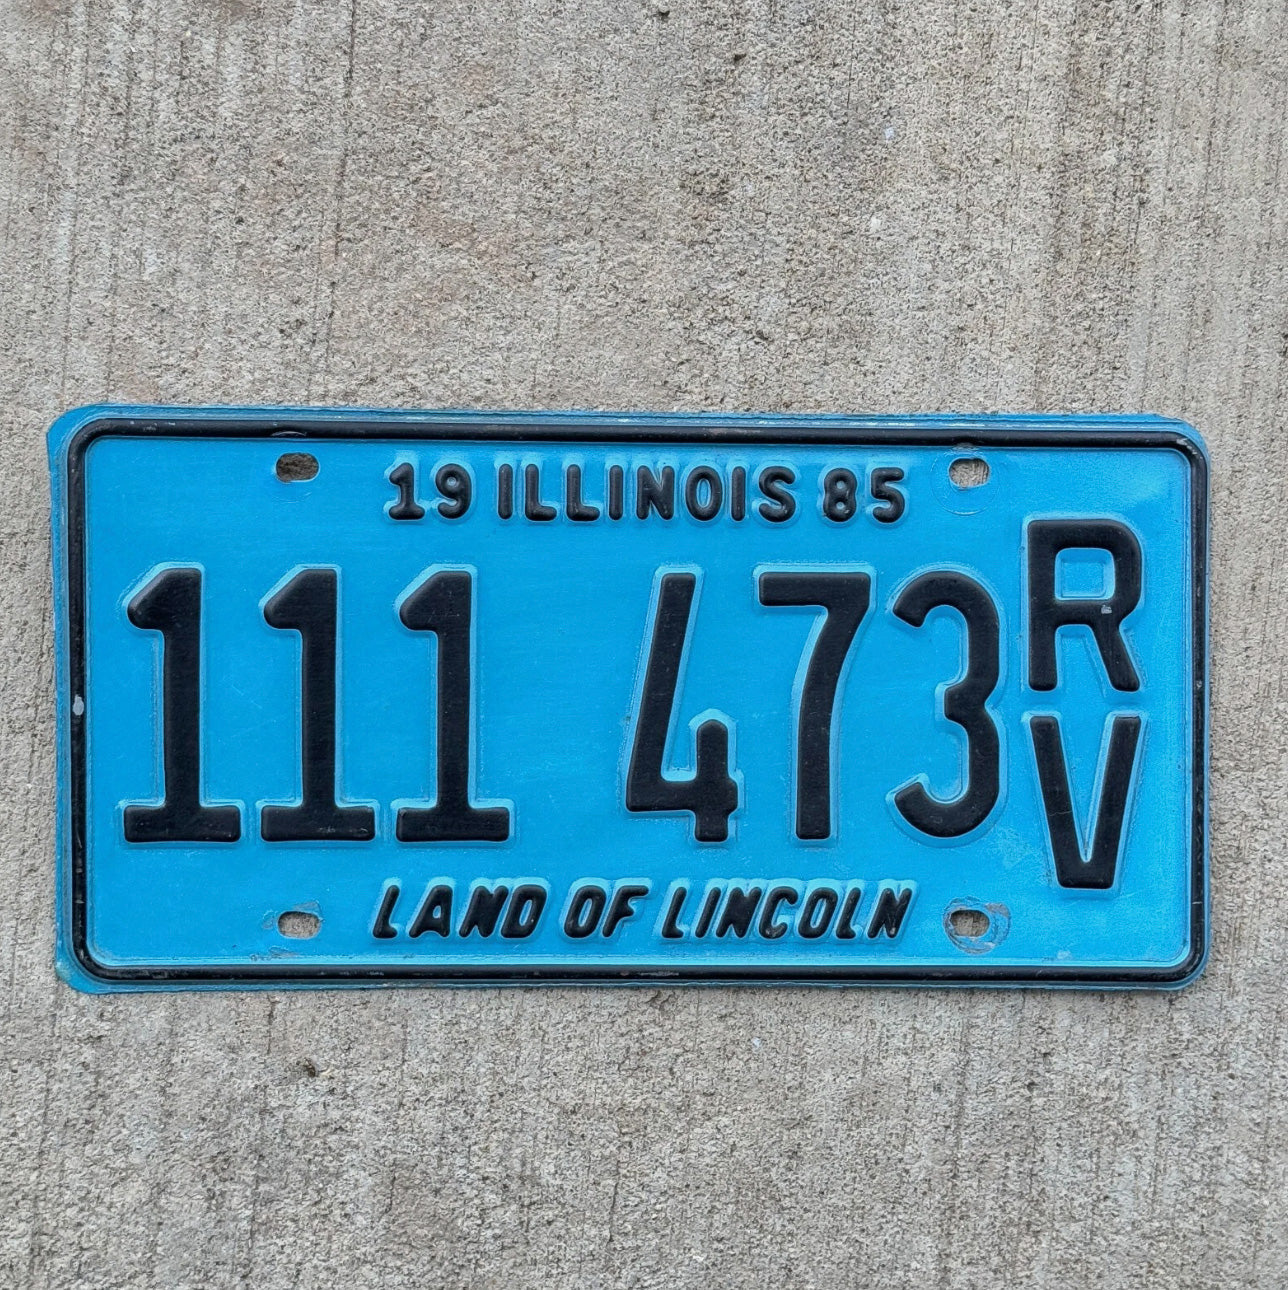 19 ILLINOIS 85
111 473 RV
LAND OF LINCOLN